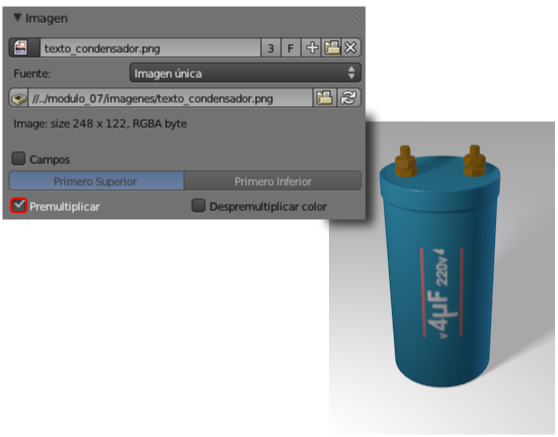 Imagen
texto_condensador.png 3 F
Fuente: Imagen única
//../modulo_07/imagenes/texto_condensador.png
Image: size 248 x 122, RGBA byte
Campos
Primero Superior Primero Inferior
Premultiplicar Despremultiplicar color
v4µF 220v4